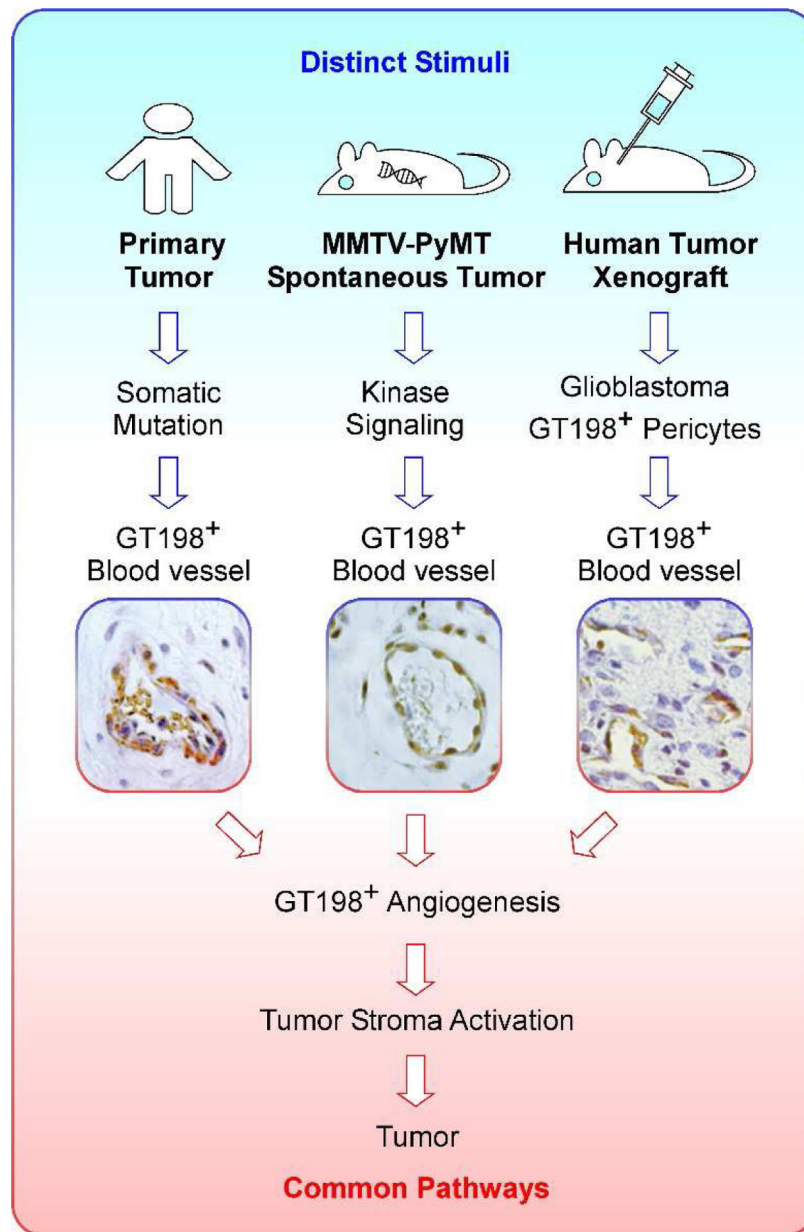 Distinct Stimuli
Primary
Tumor
MMTV-PyMT
Spontaneous Tumor
Human Tumor
Xenograft
Somatic
Mutation
Kinase
Signaling
Glioblastoma
GT198⁺ Pericytes
GT198⁺
Blood vessel
GT198⁺
Blood vessel
GT198⁺
Blood vessel
GT198⁺ Angiogenesis
Tumor Stroma Activation
Tumor
Common Pathways